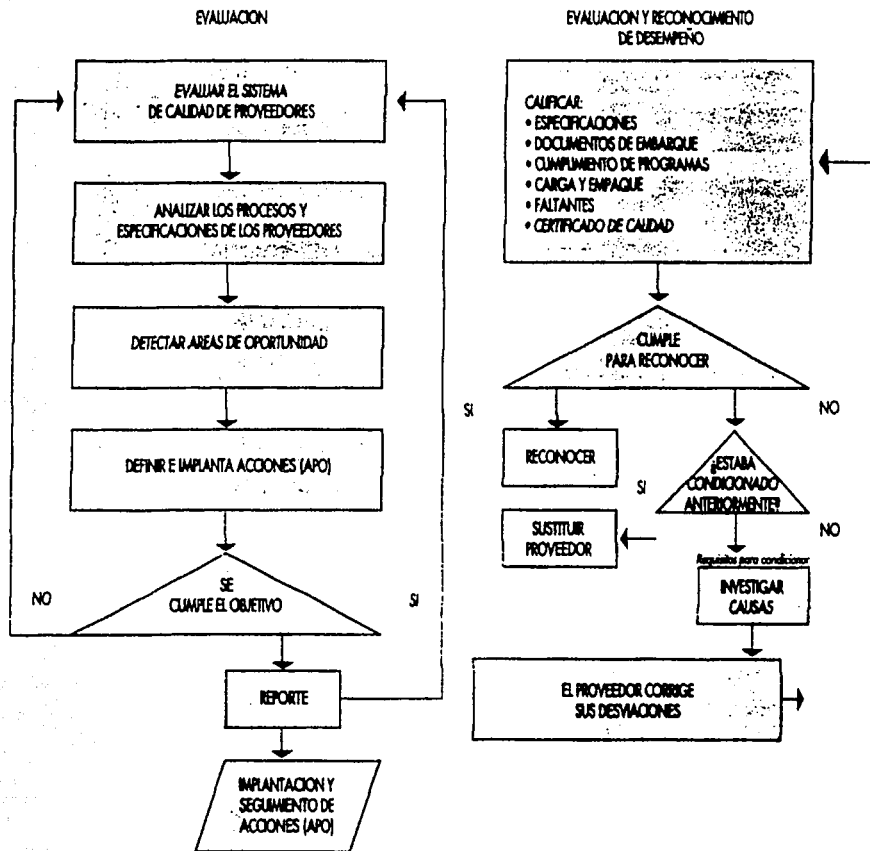 EVALUACION
EVALUAR EL SISTEMA
DE CALIDAD DE PROVEEDORES
ANALIZAR LOS PROCESOS Y
ESPECIFICACIONES DE LOS PROVEEDORES
DETECTAR AREAS DE OPORTUNIDAD
DEFINIR E IMPLANTA ACCIONES (APO)
NO
SE
CUMPLE EL OBJETIVO
SI
REPORTE
IMPLANTACION Y
SEGUIMIENTO DE
ACCIONES (APO)
EVALUACION Y RECONOCIMIENTO
DE DESEMPEÑO
CALIFICAR:
• ESPECIFICACIONES
• DOCUMENTOS DE EMBARQUE
• CUMPLIMIENTO DE PROGRAMAS
• CARGA Y EMPAQUE
• FALTANTES
• CERTIFICADO DE CALIDAD
CUMPLE
PARA RECONOCER
SI
NO
RECONOCER
¿ESTABA
CONDICIONADO
ANTERIORMENTE?
SI
NO
SUSTITUIR
PROVEEDOR
Requisitos para condicionar
INVESTIGAR
CAUSAS
EL PROVEEDOR CORRIGE
SUS DESVIACIONES